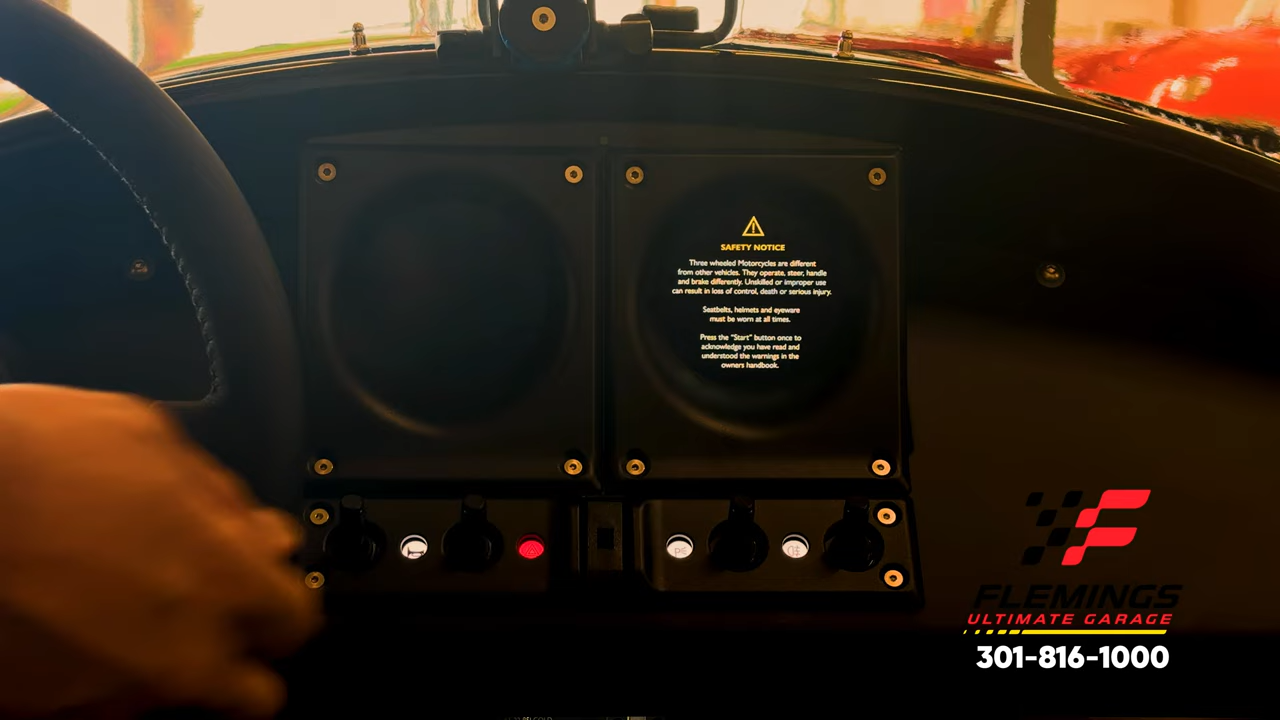 SAFETY NOTICE
Three wheeled Motorcycles are different
from other vehicles. They operate, steer, handle
and brake differently. Unskilled or improper use
can result in loss of control, death or serious injury.
Seatbelts, helmets and eyeware
must be worn at all times.
Press the "Start" button once to
acknowledge you have read and
understood the warnings in the
owners handbook.
FLEMINGS
ULTIMATE GARAGE
301-816-1000